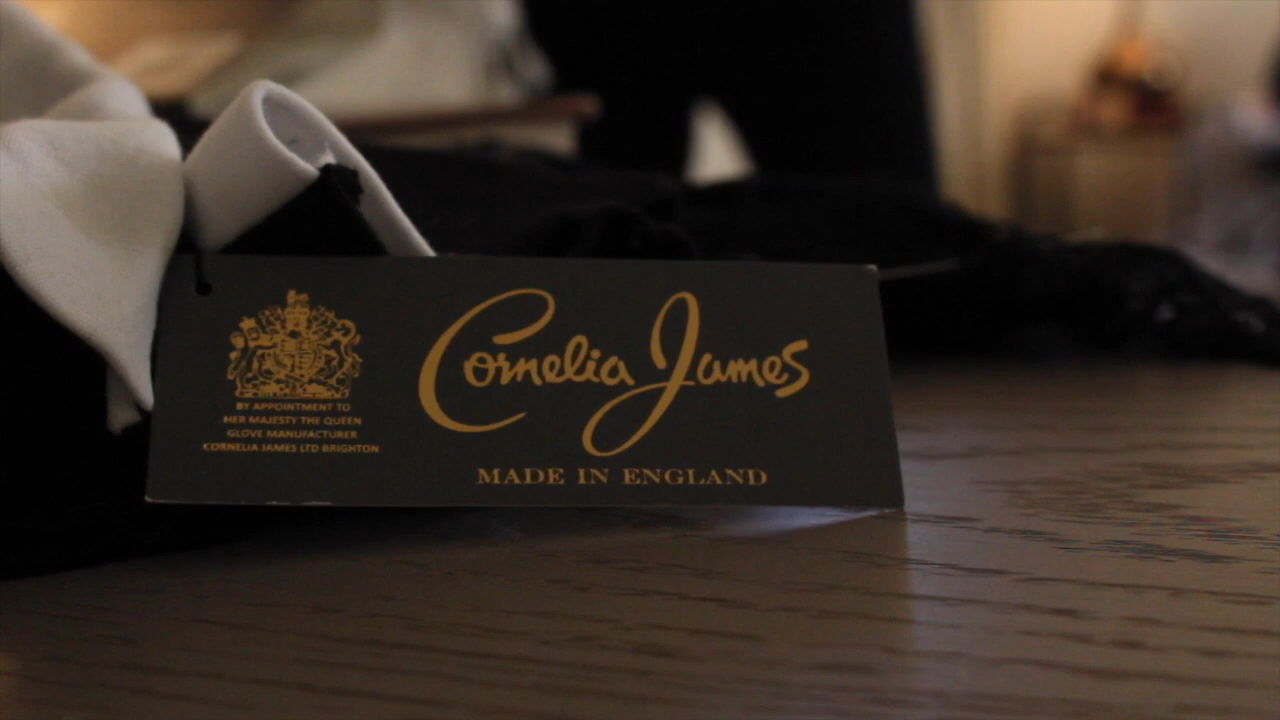 BY APPOINTMENT TO
HER MAJESTY THE QUEEN
GLOVE MANUFACTURER
CORNELIA JAMES LTD BRIGHTON
Cornelia James
MADE IN ENGLAND